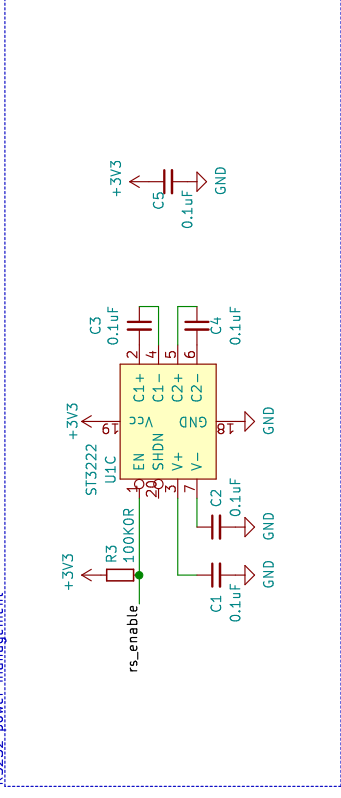 +3V3
C5
0.1uF
GND
C3
0.1uF
C4
0.1uF
2
4
5
6
C1+
C1-
C2+
C2-
+3V3
19
Vcc
GND
18
GND
ST3222
U1C
EN
SHDN
V+
V-
1
20
3
7
C2
0.1uF
GND
R3
100K0R
+3V3
C1
0.1uF
GND
rs_enable
power management